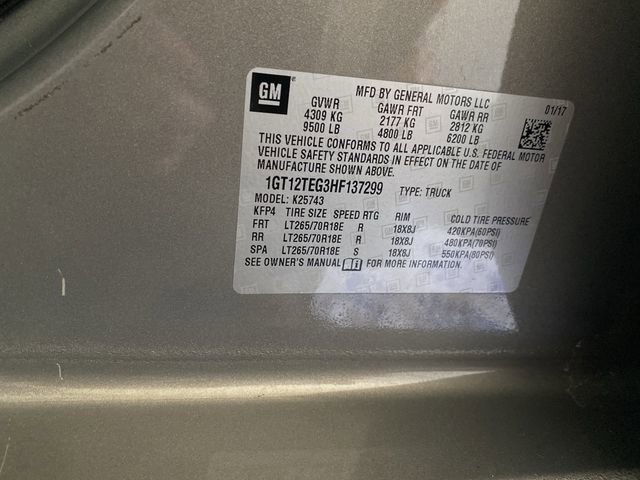 GM
MFD BY GENERAL MOTORS LLC
01/17
GVWR GAWR FRT GAWR RR
4309 KG 2177 KG 2812 KG
9500 LB 4800 LB 6200 LB
THIS VEHICLE CONFORMS TO ALL APPLICABLE U.S. FEDERAL MOTOR
VEHICLE SAFETY STANDARDS IN EFFECT ON THE DATE OF
MANUFACTURE SHOWN ABOVE.
1GT12TEG3HF137299 TYPE: TRUCK
MODEL: K25743
KFP4 TIRE SIZE SPEED RTG RIM COLD TIRE PRESSURE
FRT LT265/70R18E R 18X8J 420KPA(60PSI)
RR LT265/70R18E R 18X8J 480KPA(70PSI)
SPA LT265/70R18E S 18X8J 550KPA(80PSI)
SEE OWNER'S MANUAL FOR MORE INFORMATION.